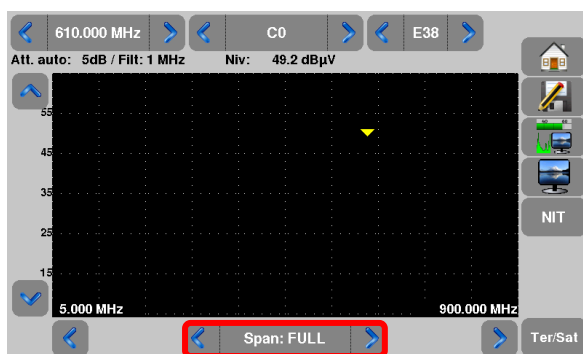 610.000 MHz C0 E38
Att. auto: 5dB / Filt: 1 MHz Niv: 49.2 dBµV
55
45
35
25
15
5.000 MHz 900.000 MHz
Span: FULL
NIT
Ter/Sat